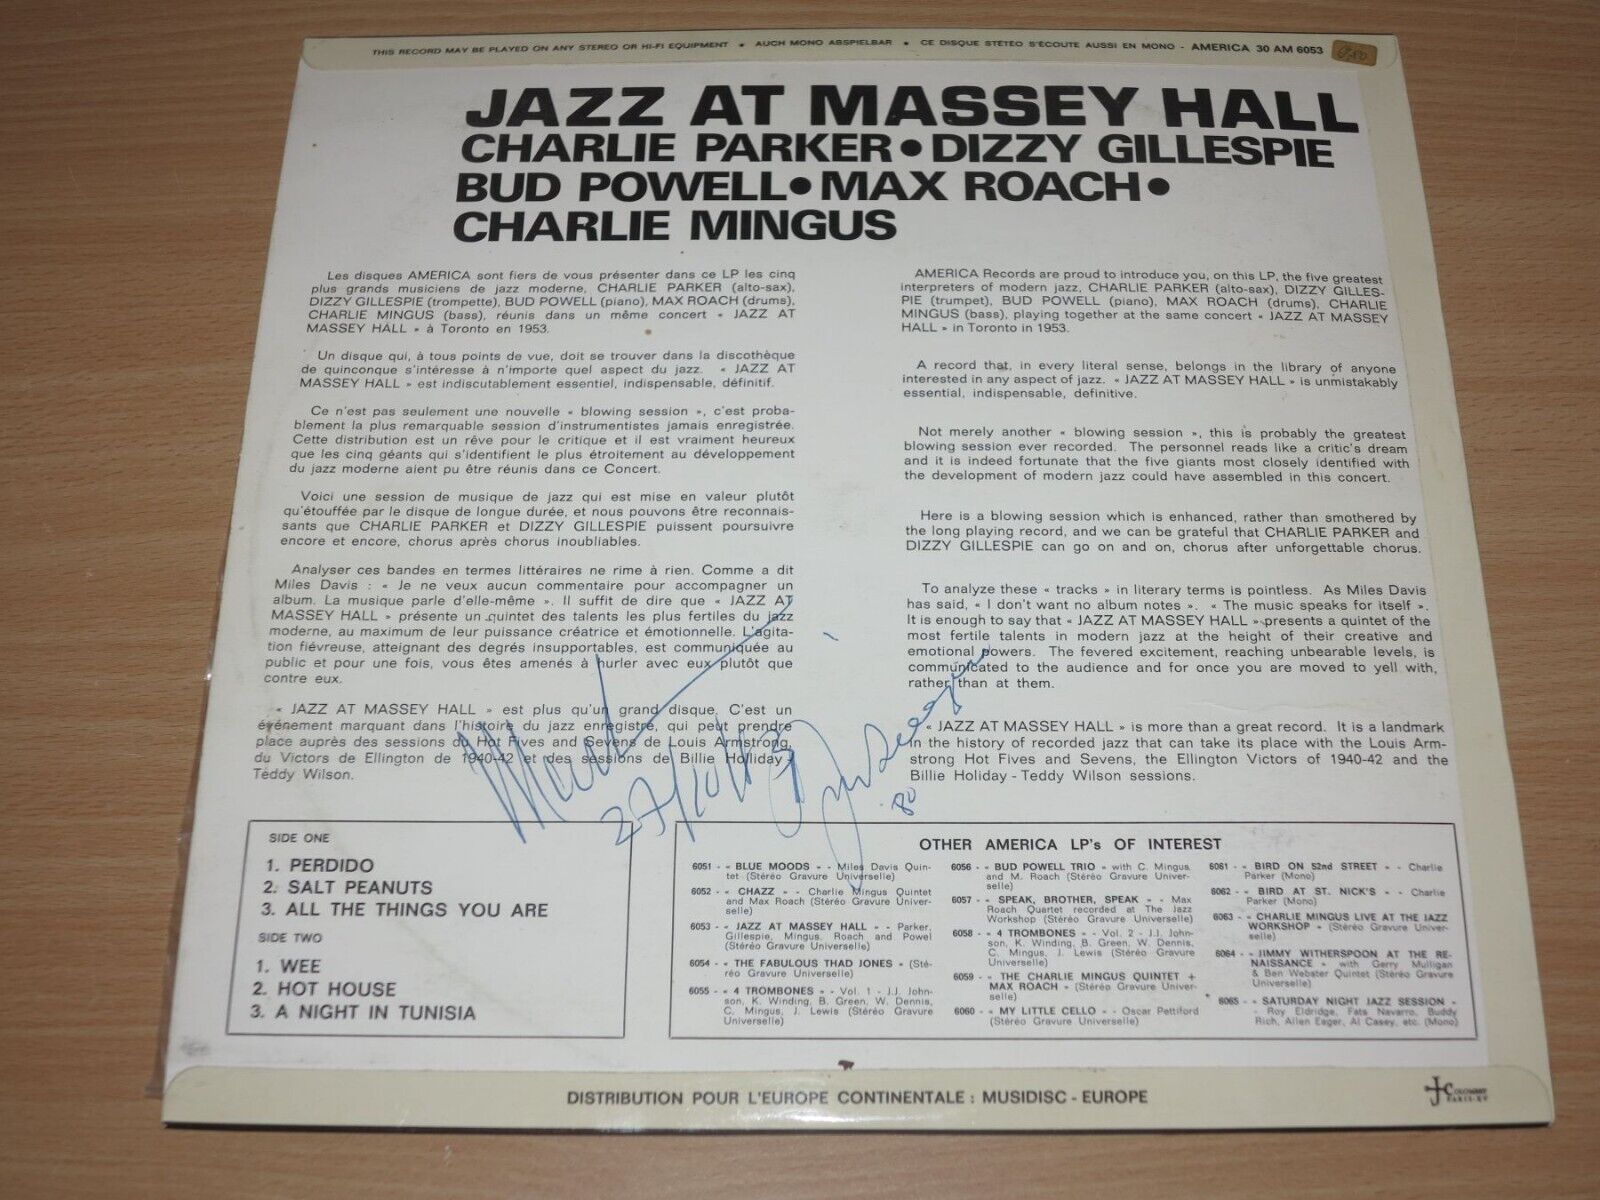 THIS RECORD MAY BE PLAYED ON ANY STEREO OR HI-FI EQUIPMENT • AUCH MONO ABSPIELBAR • CE DISQUE STÉTÉO S'ÉCOUTE AUSSI EN MONO - AMERICA 30 AM 6053
JAZZ AT MASSEY HALL
CHARLIE PARKER • DIZZY GILLESPIE
BUD POWELL • MAX ROACH •
CHARLIE MINGUS
Les disques AMERICA sont fiers de vous présenter dans ce LP les cinq
plus grands musiciens de jazz moderne, CHARLIE PARKER (alto-sax),
DIZZY GILLESPIE (trompette), BUD POWELL (piano), MAX ROACH (drums),
CHARLIE MINGUS (bass), réunis dans un même concert « JAZZ AT
MASSEY HALL » à Toronto en 1953.
Un disque qui, à tous points de vue, doit se trouver dans la discothèque
de quinconque s'intéresse à n'importe quel aspect du jazz. « JAZZ AT
MASSEY HALL » est indiscutablement essentiel, indispensable, définitif.
Ce n'est pas seulement une nouvelle « blowing session », c'est proba-
blement la plus remarquable session d'instrumentistes jamais enregistrée.
Cette distribution est un rêve pour le critique et il est vraiment heureux
que les cinq géants qui s'identifient le plus étroitement au développement
du jazz moderne aient pu être réunis dans ce Concert.
Voici une session de musique de jazz qui est mise en valeur plutôt
qu'étouffée par le disque de longue durée, et nous pouvons être reconnais-
sants que CHARLIE PARKER et DIZZY GILLESPIE puissent poursuivre
encore et encore, chorus après chorus inoubliables.
Analyser ces bandes en termes littéraires ne rime à rien. Comme a dit
Miles Davis : « Je ne veux aucun commentaire pour accompagner un
album. La musique parle d'elle-même ». Il suffit de dire que « JAZZ AT
MASSEY HALL » présente un quintet des talents les plus fertiles du jazz
moderne, au maximum de leur puissance créatrice et émotionnelle. L'agita-
tion fiévreuse, atteignant des degrés insupportables, est communiquée au
public et pour une fois, vous êtes amenés à hurler avec eux plutôt que
contre eux.
« JAZZ AT MASSEY HALL » est plus qu'un grand disque. C'est un
événement marquant dans l'histoire du jazz enregistré, qui peut prendre
place auprès des sessions du Hot Fives and Sevens de Louis Armstrong,
du Victors de Ellington de 1940-42 et des sessions de Billie Holliday -
Téddy Wilson.
AMERICA Records are proud to introduce you, on this LP, the five greatest
interpreters of modern jazz, CHARLIE PARKER (alto-sax), DIZZY GILLES-
PIE (trumpet), BUD POWELL (piano), MAX ROACH (drums), CHARLIE
MINGUS (bass), playing together at the same concert « JAZZ AT MASSEY
HALL » in Toronto in 1953.
A record that, in every literal sense, belongs in the library of anyone
interested in any aspect of jazz. « JAZZ AT MASSEY HALL » is unmistakably
essential, indispensable, definitive.
Not merely another « blowing session », this is probably the greatest
blowing session ever recorded. The personnel reads like a critic's dream
and it is indeed fortunate that the five giants most closely identified with
the development of modern jazz could have assembled in this concert.
Here is a blowing session which is enhanced, rather than smothered by
the long playing record, and we can be grateful that CHARLIE PARKER and
DIZZY GILLESPIE can go on and on, chorus after unforgettable chorus.
To analyze these « tracks » in literary terms is pointless. As Miles Davis
has said, « I don't want no album notes ». « The music speaks for itself ».
It is enough to say that « JAZZ AT MASSEY HALL » presents a quintet of the
most fertile talents in modern jazz at the height of their creative and
emotional powers. The fevered excitement, reaching unbearable levels, is
communicated to the audience and for once you are moved to yell with,
rather than at them.
« JAZZ AT MASSEY HALL » is more than a great record. It is a landmark
in the history of recorded jazz that can take its place with the Louis Arm-
strong Hot Fives and Sevens, the Ellington Victors of 1940-42 and the
Billie Holiday - Teddy Wilson sessions.
80
SIDE ONE
1. PERDIDO
2. SALT PEANUTS
3. ALL THE THINGS YOU ARE
SIDE TWO
1. WEE
2. HOT HOUSE
3. A NIGHT IN TUNISIA
OTHER AMERICA LP's OF INTEREST
6051 - « BLUE MOODS » - Miles Davis Quin-
tet (Stéréo Gravure Universelle)
6052 - « CHAZZ » - Charlie Mingus Quintet
and Max Roach (Stéréo Gravure Univer-
selle)
6053 - « JAZZ AT MASSEY HALL » - Parker,
Gillespie, Mingus, Roach and Powel
(Stéréo Gravure Universelle)
6054 - « THE FABULOUS THAD JONES » (Sté-
réo Gravure Universelle)
6055 - « 4 TROMBONES » - Vol. 1 - J.J. John-
son, K. Winding, B. Green, W. Dennis,
C. Mingus, J. Lewis (Stéréo Gravure
Universelle)
6056 - « BUD POWELL TRIO » with C. Mingus
and M. Roach (Stéréo Gravure Univer-
selle)
6057 - « SPEAK, BROTHER, SPEAK » - Max
Roach Quartet recorded at The Jazz
Workshop (Stéréo Gravure Universelle)
6058 - « 4 TROMBONES » - Vol. 2 - J.J. John-
son, K. Winding, B. Green, W. Dennis,
C. Mingus, J. Lewis (Stéréo Gravure
Universelle)
6059 - « THE CHARLIE MINGUS QUINTET +
MAX ROACH » (Stéréo Gravure Univer-
selle)
6060 - « MY LITTLE CELLO » - Oscar Pettiford
(Stéréo Gravure Universelle)
6061 - « BIRD ON 52nd STREET » - Charlie
Parker (Mono)
6062 - « BIRD AT ST. NICK'S » - Charlie
Parker (Mono)
6063 - « CHARLIE MINGUS LIVE AT THE JAZZ
WORKSHOP » (Stéréo Gravure Univer-
selle)
6064 - « JIMMY WITHERSPOON AT THE RE-
NAISSANCE » with Gerry Mulligan
& Ben Webster Quintet (Stéréo Gravure
Universelle)
6065 - « SATURDAY NIGHT JAZZ SESSION »
- Roy Eldridge, Fats Navarro, Buddy
Rich, Allen Eager, Al Casey, etc. (Mono)
DISTRIBUTION POUR L'EUROPE CONTINENTALE : MUSIDISC - EUROPE